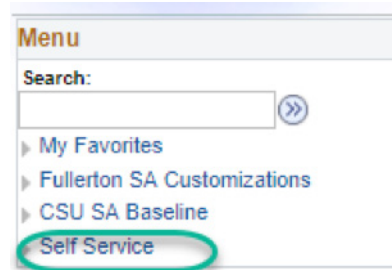 Menu
Search:
My Favorites
Fullerton SA Customizations
CSU SA Baseline
Self Service